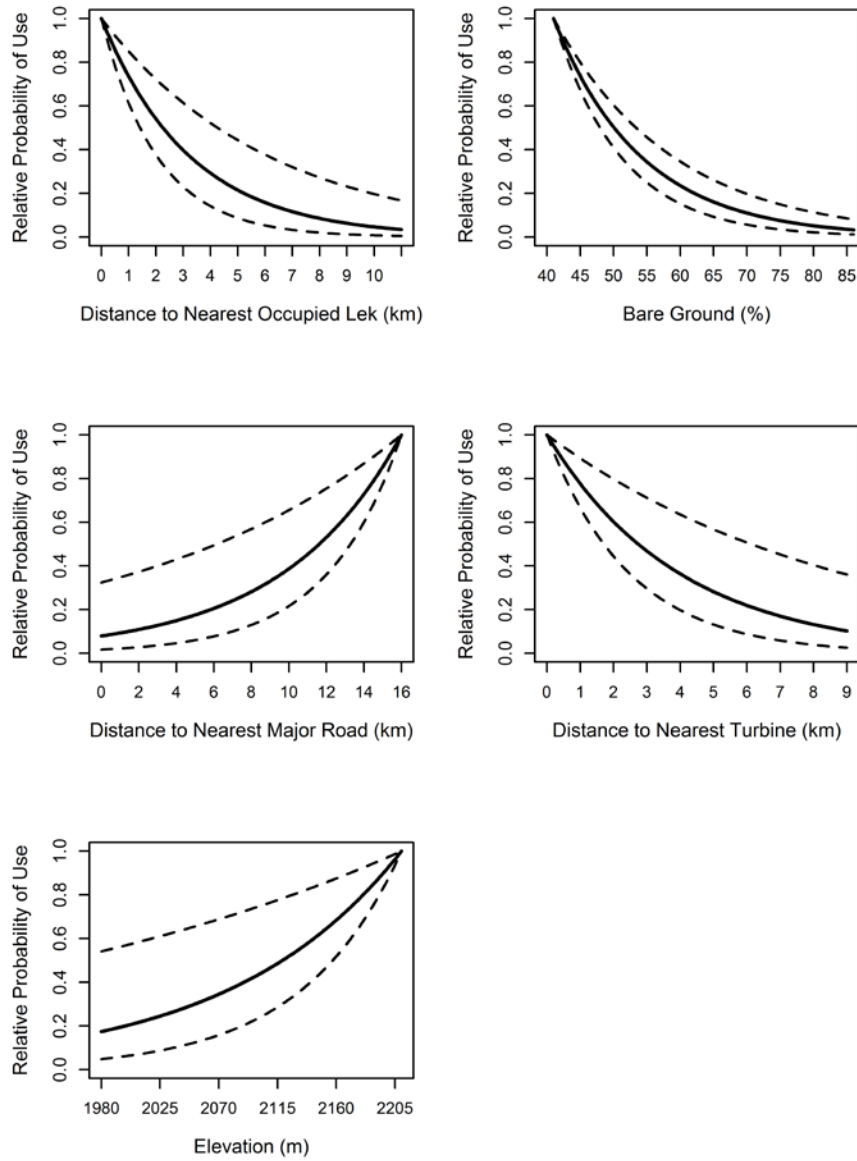 Relative Probability of Use
1.0
0.8
0.6
0.4
0.2
0.0
0 1 2 3 4 5 6 7 8 9 10
Distance to Nearest Occupied Lek (km)
Relative Probability of Use
1.0
0.8
0.6
0.4
0.2
0.0
40 45 50 55 60 65 70 75 80 85
Bare Ground (%)
Relative Probability of Use
1.0
0.8
0.6
0.4
0.2
0.0
0 2 4 6 8 10 12 14 16
Distance to Nearest Major Road (km)
Relative Probability of Use
1.0
0.8
0.6
0.4
0.2
0.0
0 1 2 3 4 5 6 7 8 9
Distance to Nearest Turbine (km)
Relative Probability of Use
1.0
0.8
0.6
0.4
0.2
0.0
1980 2025 2070 2115 2160 2205
Elevation (m)